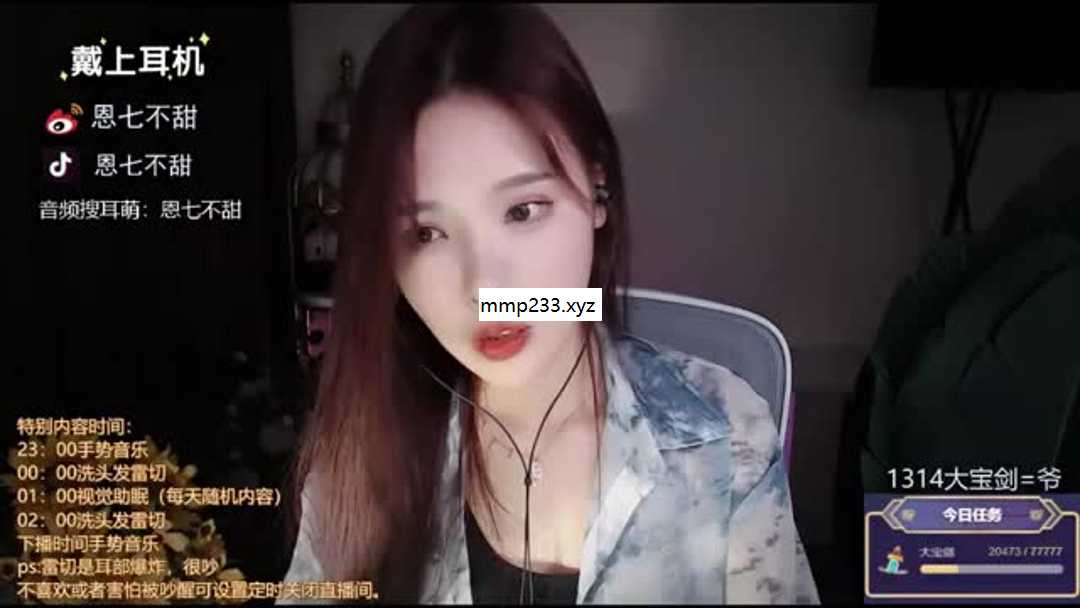 戴上耳机
恩七不甜
恩七不甜
音频搜耳萌：恩七不甜
mmp233.xyz
特别内容时间：
23：00手势音乐
00：00洗头发雷切
01：00视觉助眠（每天随机内容）
02：00洗头发雷切
下播时间手势音乐
ps:雷切是耳部爆炸，很吵
不喜欢或者害怕被吵醒可设置定时关闭直播间。
1314大宝剑=爷
今日任务
大宝剑 20473 / 77777